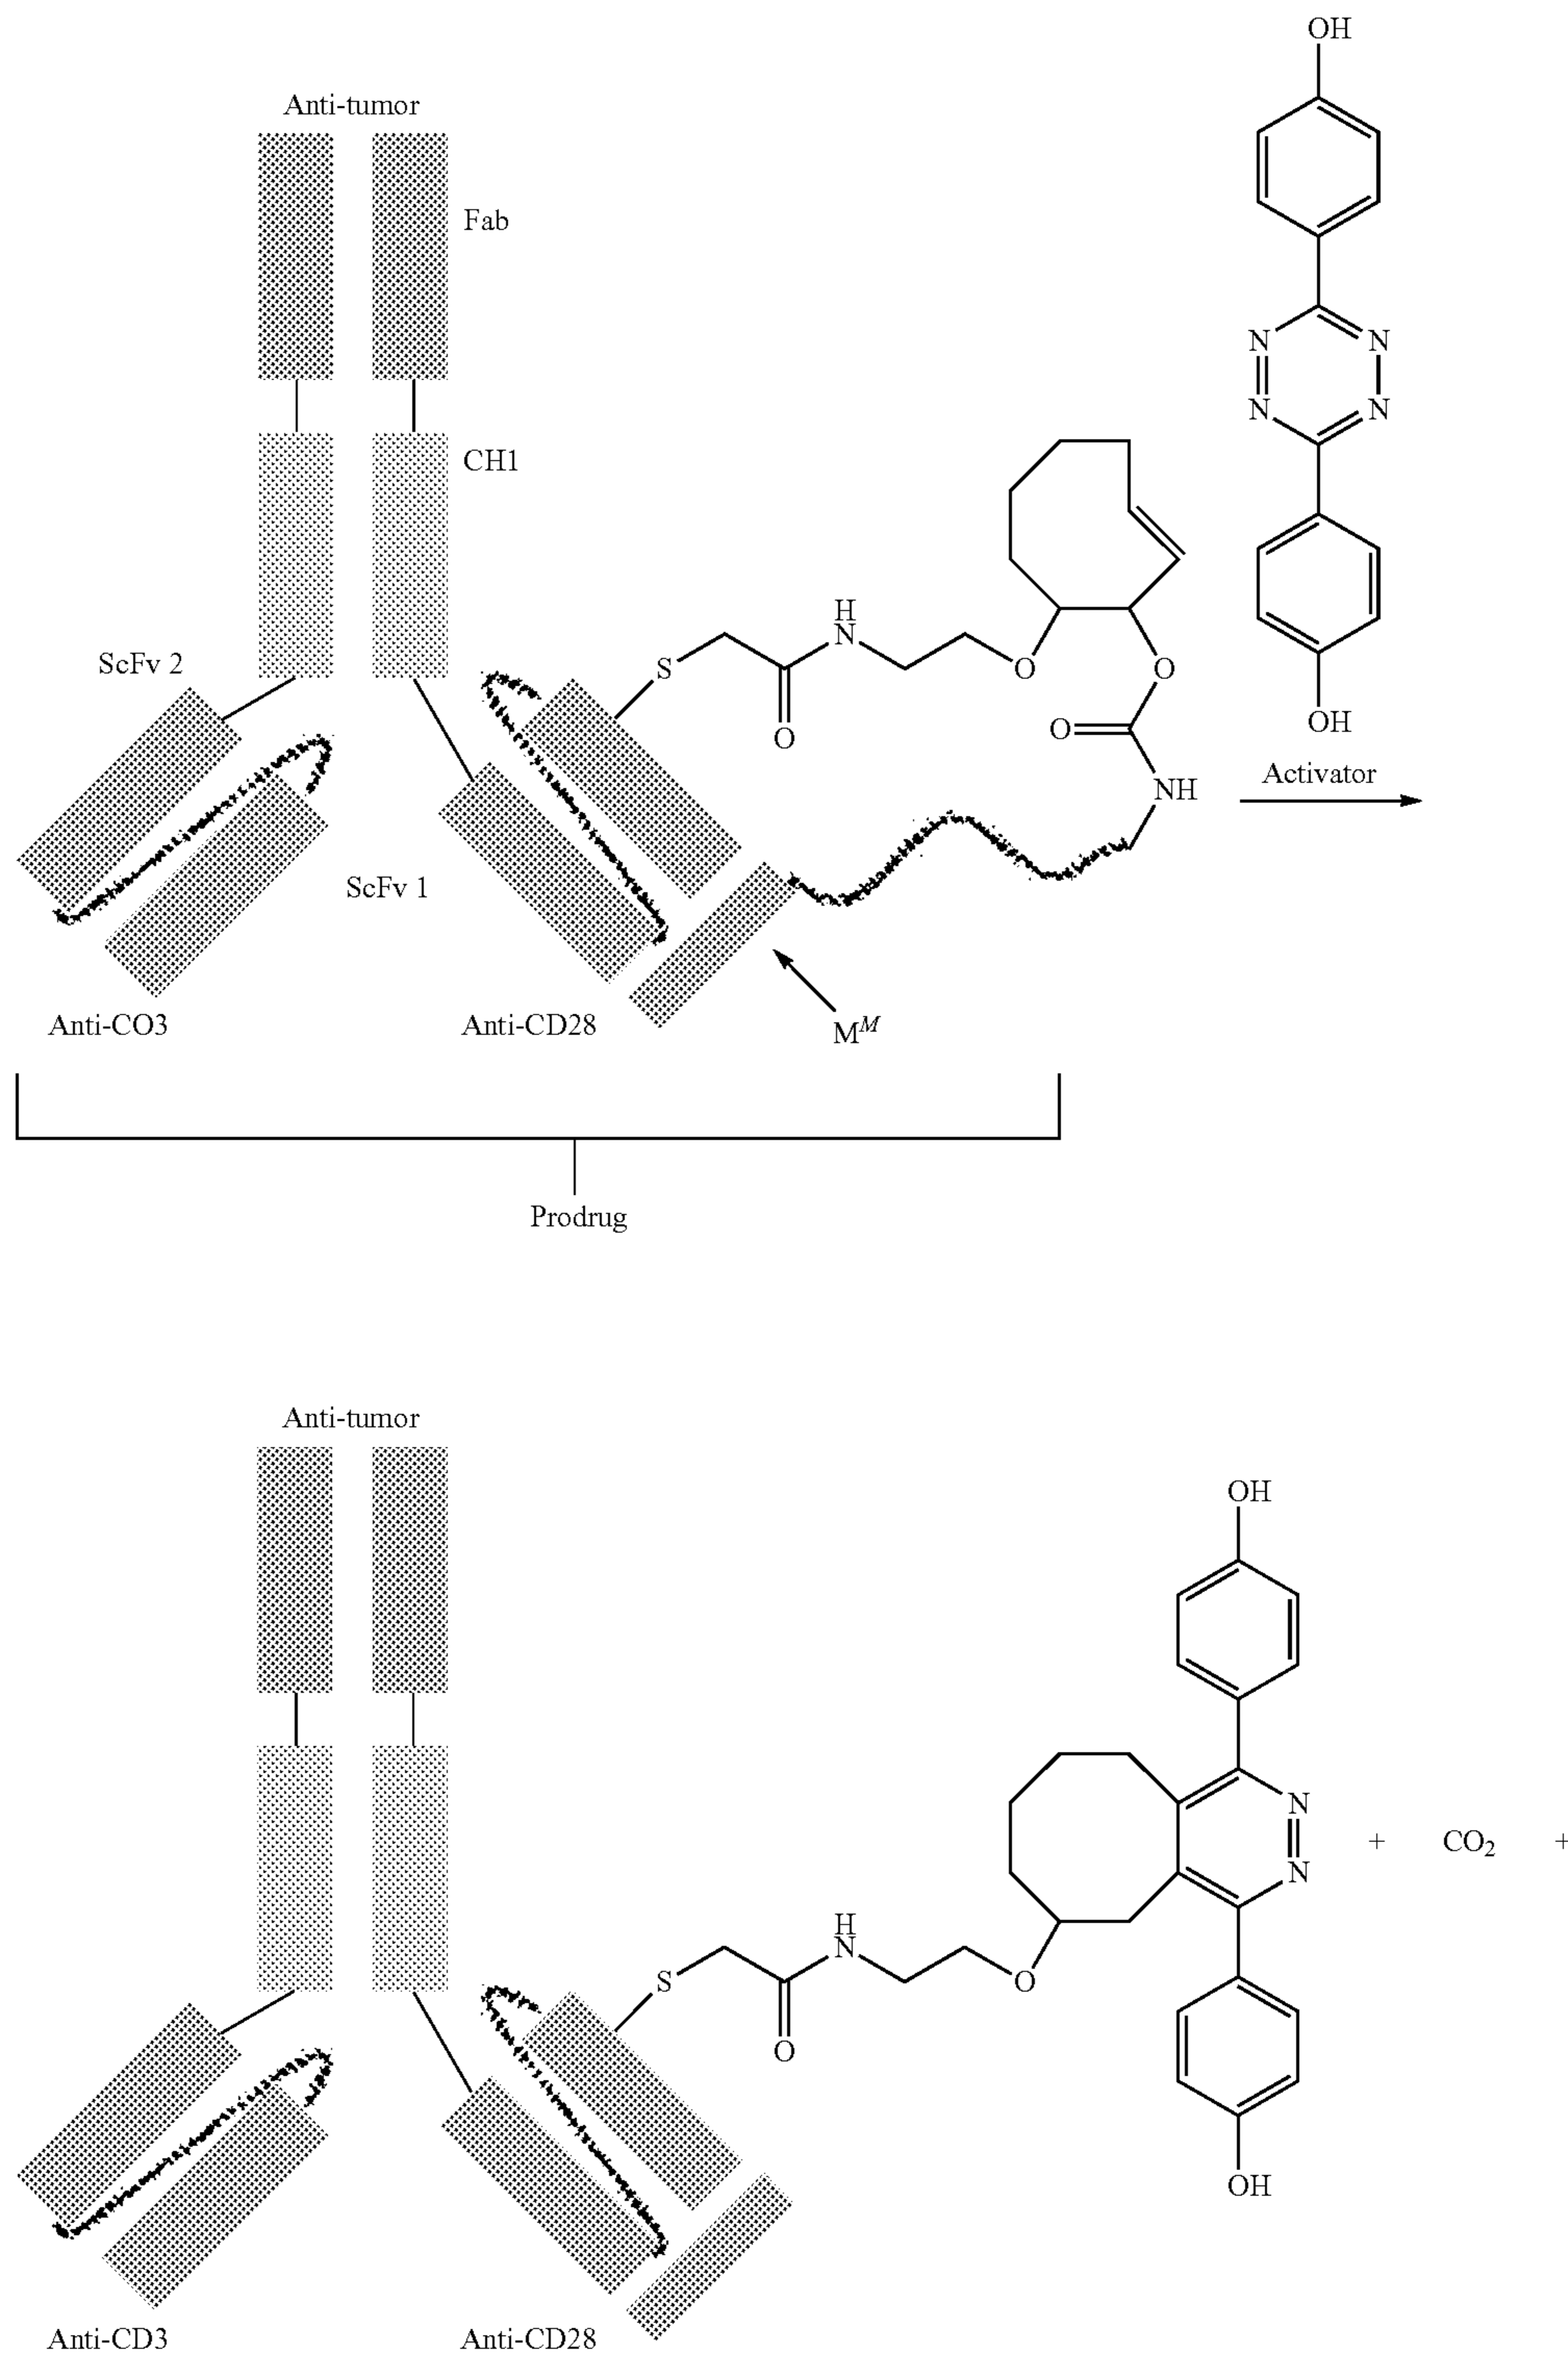 OH
Anti-tumor
Fab
N N
N N
CH1
H
N
ScFv 2
S
O
O
OH
O
O
Activator
NH
ScFv 1
Anti-CO3
Anti-CD28
M^M
Prodrug
Anti-tumor
OH
N
+ CO₂ +
N
H
N
S
O
O
OH
Anti-CD3
Anti-CD28